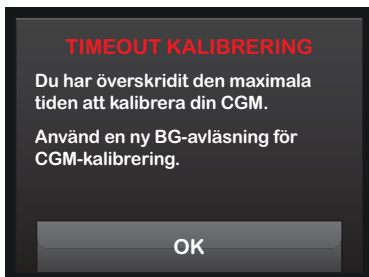 TIMEOUT KALIBRERING
Du har överskridit den maximala
tiden att kalibrera din CGM.
Använd en ny BG-avläsning för
CGM-kalibrering.
OK